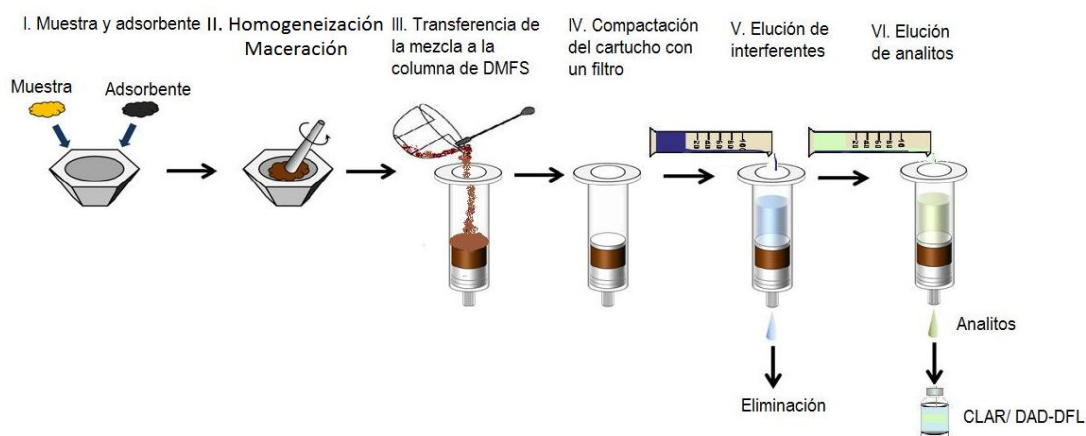 I. Muestra y adsorbente
II. Homogeneización
Maceración
III. Transferencia de
la mezcla a la
columna de DMFS
IV. Compactación
del cartucho con
un filtro
V. Elución de
interferentes
VI. Elución
de analitos
Muestra
Adsorbente
Analitos
Eliminación
CLAR/ DAD-DFL